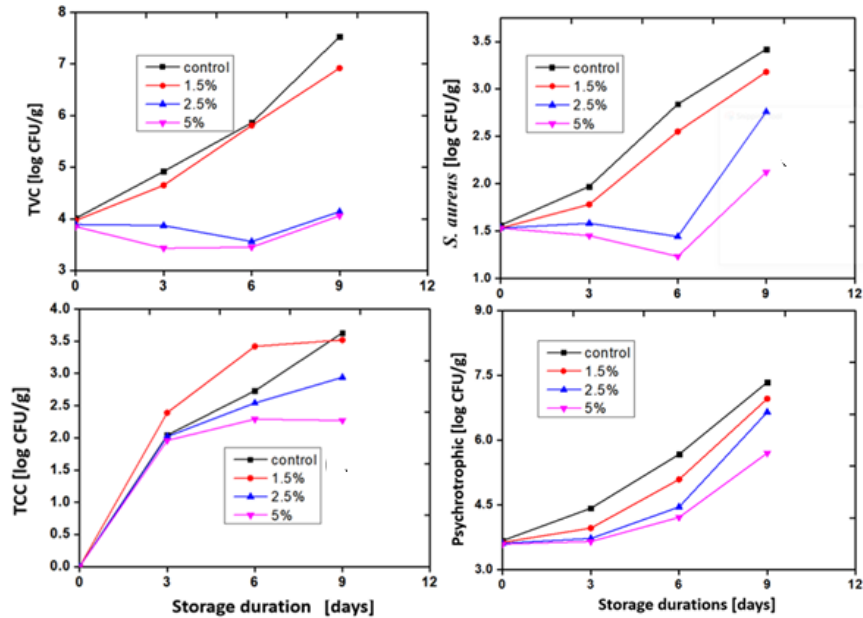 8
7
6
5
4
3
TVC [log CFU/g]
control
1.5%
2.5%
5%
0 3 6 9 12
3.5
3.0
2.5
2.0
1.5
1.0
S. aureus [log CFU/g]
control
1.5%
2.5%
5%
0 3 6 9 12
4.0
3.5
3.0
2.5
2.0
1.5
1.0
0.5
0.0
TCC [log CFU/g]
control
1.5%
2.5%
5%
0 3 6 9 12
Storage duration [days]
9.0
7.5
6.0
4.5
3.0
Psychrotrophic [log CFU/g]
control
1.5%
2.5%
5%
0 3 6 9 12
Storage durations [days]